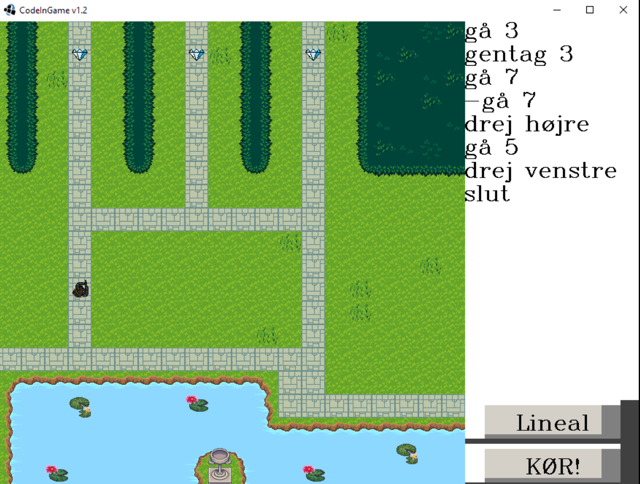 CodeInGame v1.2
gå 3
gentag 3
gå 7
-gå 7
drej højre
gå 5
drej venstre
slut
Lineal
KØR!